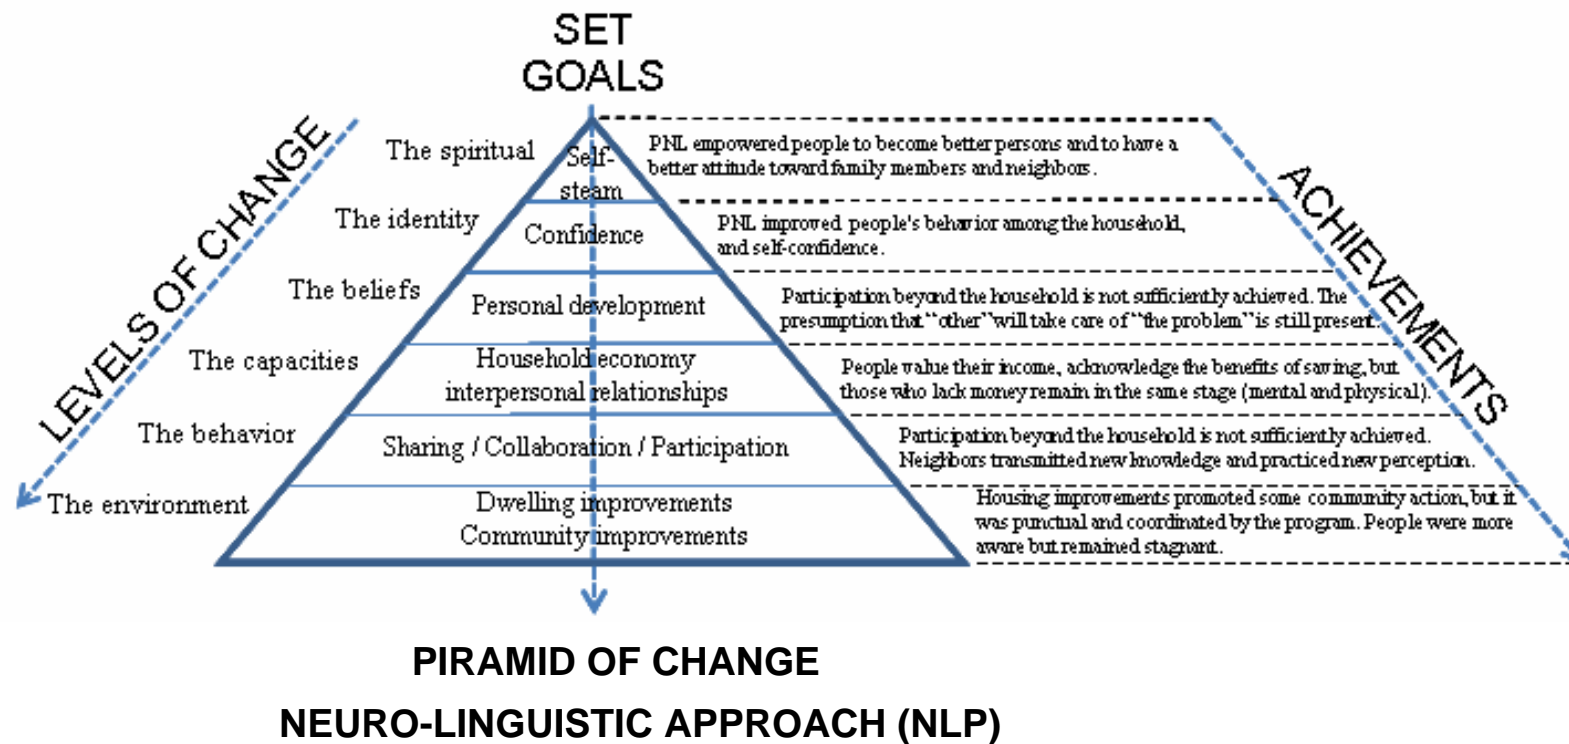 SET
GOALS
LEVELS OF CHANGE
ACHIEVEMENTS
The spiritual
Self-
steam
PNL empowered people to become better persons and to have a
better attitude toward family members and neighbors.
The identity
Confidence
PNL improved people's behavior among the household,
and self-confidence.
The beliefs
Personal development
Participation beyond the household is not sufficiently achieved. The
presumption that "other" will take care of "the problem" is still present.
The capacities
Household economy
interpersonal relationships
People value their income, acknowledge the benefits of saving, but
those who lack money remain in the same stage (mental and physical).
The behavior
Sharing / Collaboration / Participation
Participation beyond the household is not sufficiently achieved.
Neighbors transmitted new knowledge and practiced new perception.
The environment
Dwelling improvements
Community improvements
Housing improvements promoted some community action, but it
was punctual and coordinated by the program. People were more
aware but remained stagnant.
PIRAMID OF CHANGE
NEURO-LINGUISTIC APPROACH (NLP)